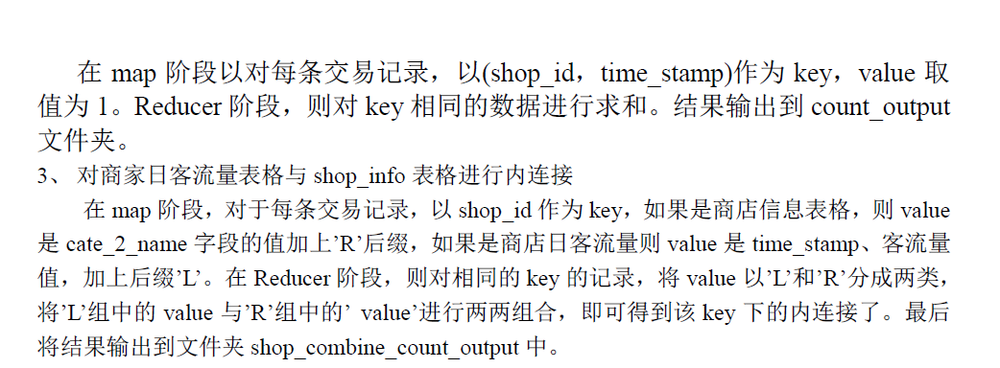 在 map 阶段以对每条交易记录，以(shop_id，time_stamp)作为 key，value 取
值为 1。Reducer 阶段，则对 key 相同的数据进行求和。结果输出到 count_output
文件夹。
3、 对商家日客流量表格与 shop_info 表格进行内连接
在 map 阶段，对于每条交易记录，以 shop_id 作为 key，如果是商店信息表格，则 value
是 cate_2_name 字段的值加上’R’后缀，如果是商店日客流量则 value 是 time_stamp、客流量
值，加上后缀’L’。在 Reducer 阶段，则对相同的 key 的记录，将 value 以’L’和’R’分成两类，
将’L’组中的 value 与’R’组中的’ value’进行两两组合，即可得到该 key 下的内连接了。最后
将结果输出到文件夹 shop_combine_count_output 中。